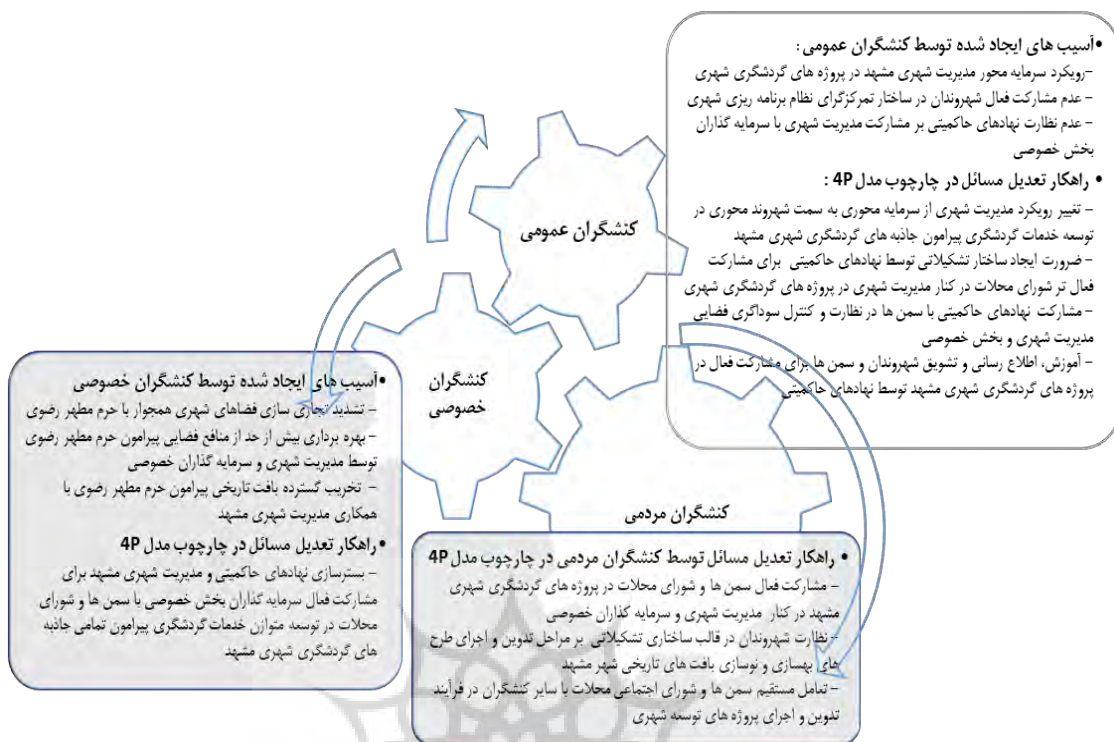 •آسیب های ایجاد شده توسط کنشگران عمومی :
-رویکرد سرمایه محور مدیریت شهری مشهد در پروژه های گردشگری شهری
- عدم مشارکت فعال شهروندان در ساختار تمرکزگرای نظام برنامه ریزی شهری
- عدم نظارت نهادهای حاکمیتی بر مشارکت مدیریت شهری با سرمایه گذاران
بخش خصوصی
• راهکار تعدیل مسائل در چارچوب مدل 4P :
- تغییر رویکرد مدیریت شهری از سرمایه محوری به سمت شهروند محوری در
توسعه خدمات گردشگری پیرامون جاذبه های گردشگری شهری مشهد
- ضرورت ایجاد ساختار تشکیلاتی توسط نهادهای حاکمیتی برای مشارکت
فعال تر شورای محلات در کنار مدیریت شهری در پروژه های گردشگری شهری
- مشارکت نهادهای حاکمیتی با سمن ها در نظارت و کنترل سوداگری فضایی
مدیریت شهری و بخش خصوصی
- آموزش، اطلاع رسانی و تشویق شهروندان و سمن ها برای مشارکت فعال در
پروژه های گردشگری شهری مشهد توسط نهادهای حاکمیتی
کنشگران عمومی
کنشگران
خصوصی
کنشگران مردمی
•آسیب های ایجاد شده توسط کنشگران خصوصی
- تشدید تجاری سازی فضاهای شهری همجوار با حرم مطهر رضوی
- بهره برداری بیش از حد از منافع فضایی پیرامون حرم مطهر رضوی
توسط مدیریت شهری و سرمایه گذاران خصوصی
- تخریب گسترده بافت تاریخی پیرامون حرم مطهر رضوی با
همکاری مدیریت شهری مشهد
•راهکار تعدیل مسائل در چارچوب مدل 4P
- بسترسازی نهادهای حاکمیتی و مدیریت شهری مشهد برای
مشارکت فعال سرمایه گذاران بخش خصوصی با سمن ها و شورای
محلات در توسعه متوازن خدمات گردشگری پیرامون تمامی جاذبه
های گردشگری شهری مشهد
• راهکار تعدیل مسائل توسط کنشگران مردمی در چارچوب مدل 4P
- مشارکت فعال سمن ها و شورای محلات در پروژه های گردشگری شهری
مشهد در کنار مدیریت شهری و سرمایه گذاران خصوصی
- نظارت شهروندان در قالب ساختاری تشکیلاتی بر مراحل تدوین و اجرای طرح
های بهسازی و نوسازی بافت های تاریخی شهر مشهد
- تعامل مستقیم سمن ها و شورای اجتماعی محلات با سایر کنشگران در فرآیند
تدوین و اجرای پروژه های توسعه شهری